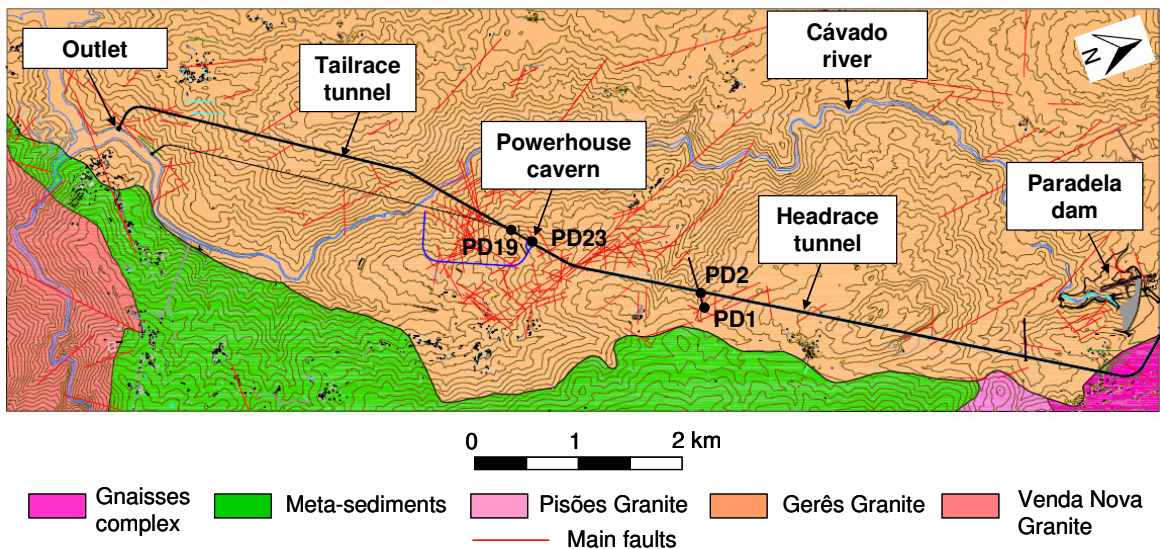 Outlet
Tailrace
tunnel
Cávado
river
N
Powerhouse
cavern
Paradela
dam
Headrace
tunnel
PD19
PD23
PD2
PD1
0 1 2 km
Gnaisses
complex
Meta-sediments
Pisões Granite
Gerês Granite
Venda Nova
Granite
Main faults